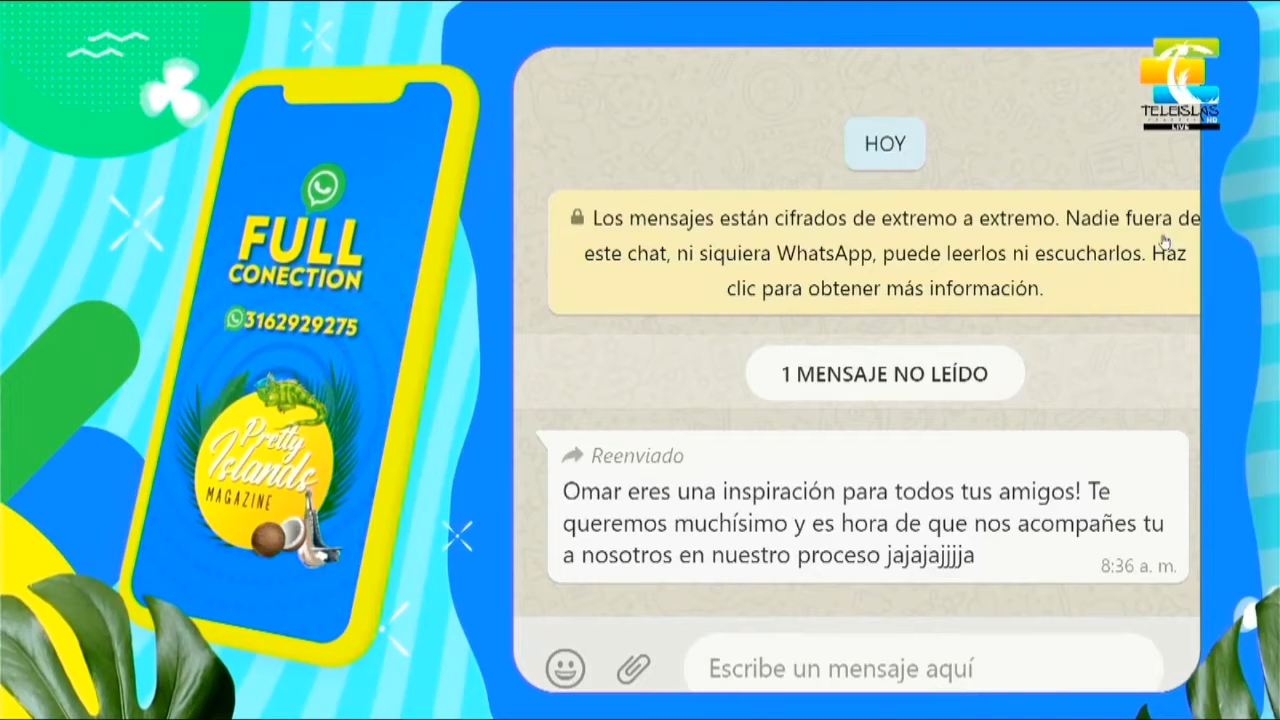 FULL
CONECTION
3162929275
Pretty
Islands
MAGAZINE
TELEISLAS
HD
LIVE
HOY
Los mensajes están cifrados de extremo a extremo. Nadie fuera de
este chat, ni siquiera WhatsApp, puede leerlos ni escucharlos. Haz
clic para obtener más información.
1 MENSAJE NO LEÍDO
Reenviado
Omar eres una inspiración para todos tus amigos! Te
queremos muchísimo y es hora de que nos acompañes tu
a nosotros en nuestro proceso jajajajjjja
8:36 a. m.
Escribe un mensaje aquí